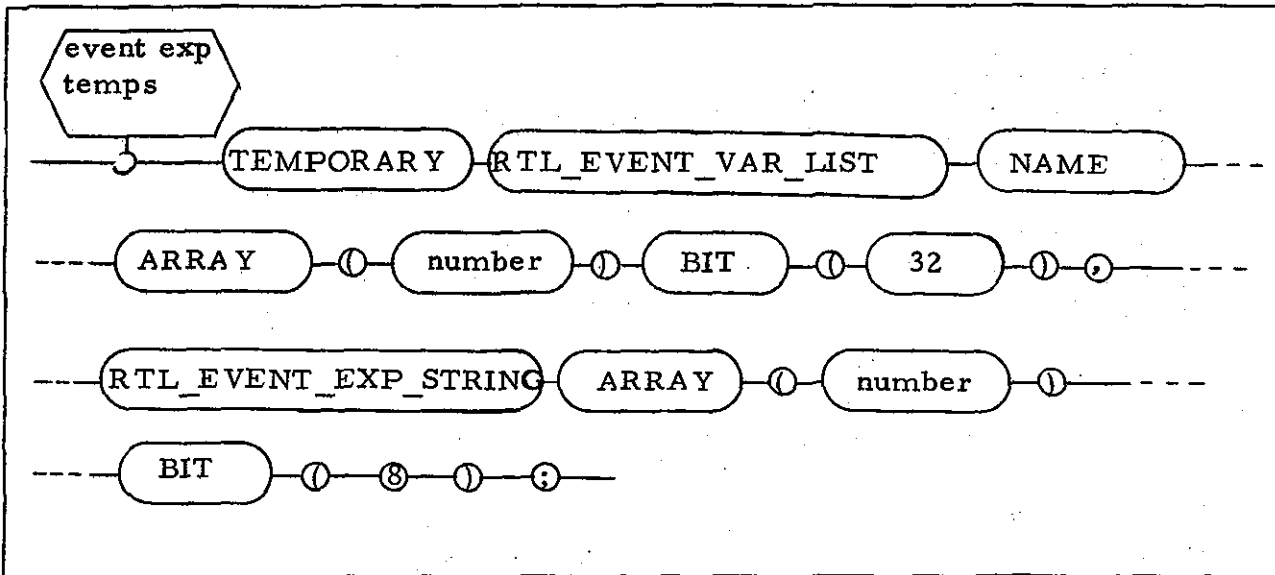 event exp
temps
TEMPORARY RTL_EVENT_VAR_LIST NAME
ARRAY ( number ) BIT ( 32 ) ,
RTL_EVENT_EXP_STRING ARRAY ( number )
BIT ( 8 ) ;